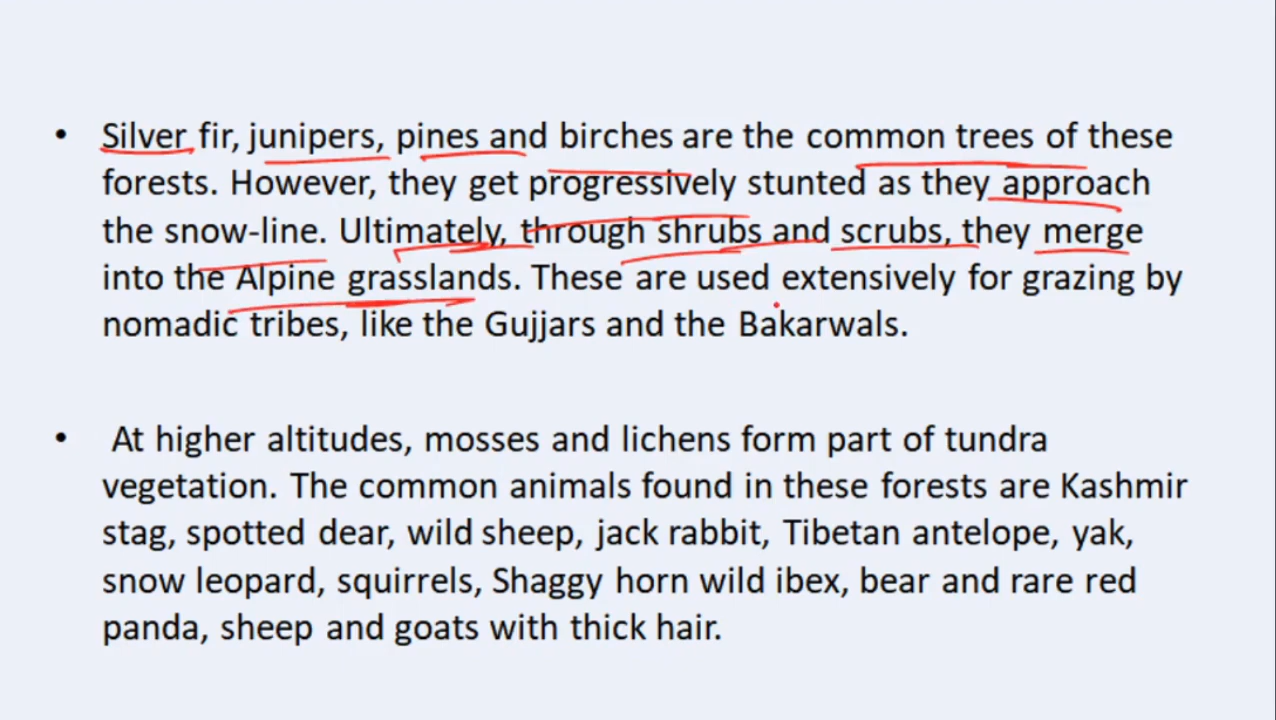 • Silver fir, junipers, pines and birches are the common trees of these
forests. However, they get progressively stunted as they approach
the snow-line. Ultimately, through shrubs and scrubs, they merge
into the Alpine grasslands. These are used extensively for grazing by
nomadic tribes, like the Gujjars and the Bakarwals.
• At higher altitudes, mosses and lichens form part of tundra
vegetation. The common animals found in these forests are Kashmir
stag, spotted dear, wild sheep, jack rabbit, Tibetan antelope, yak,
snow leopard, squirrels, Shaggy horn wild ibex, bear and rare red
panda, sheep and goats with thick hair.